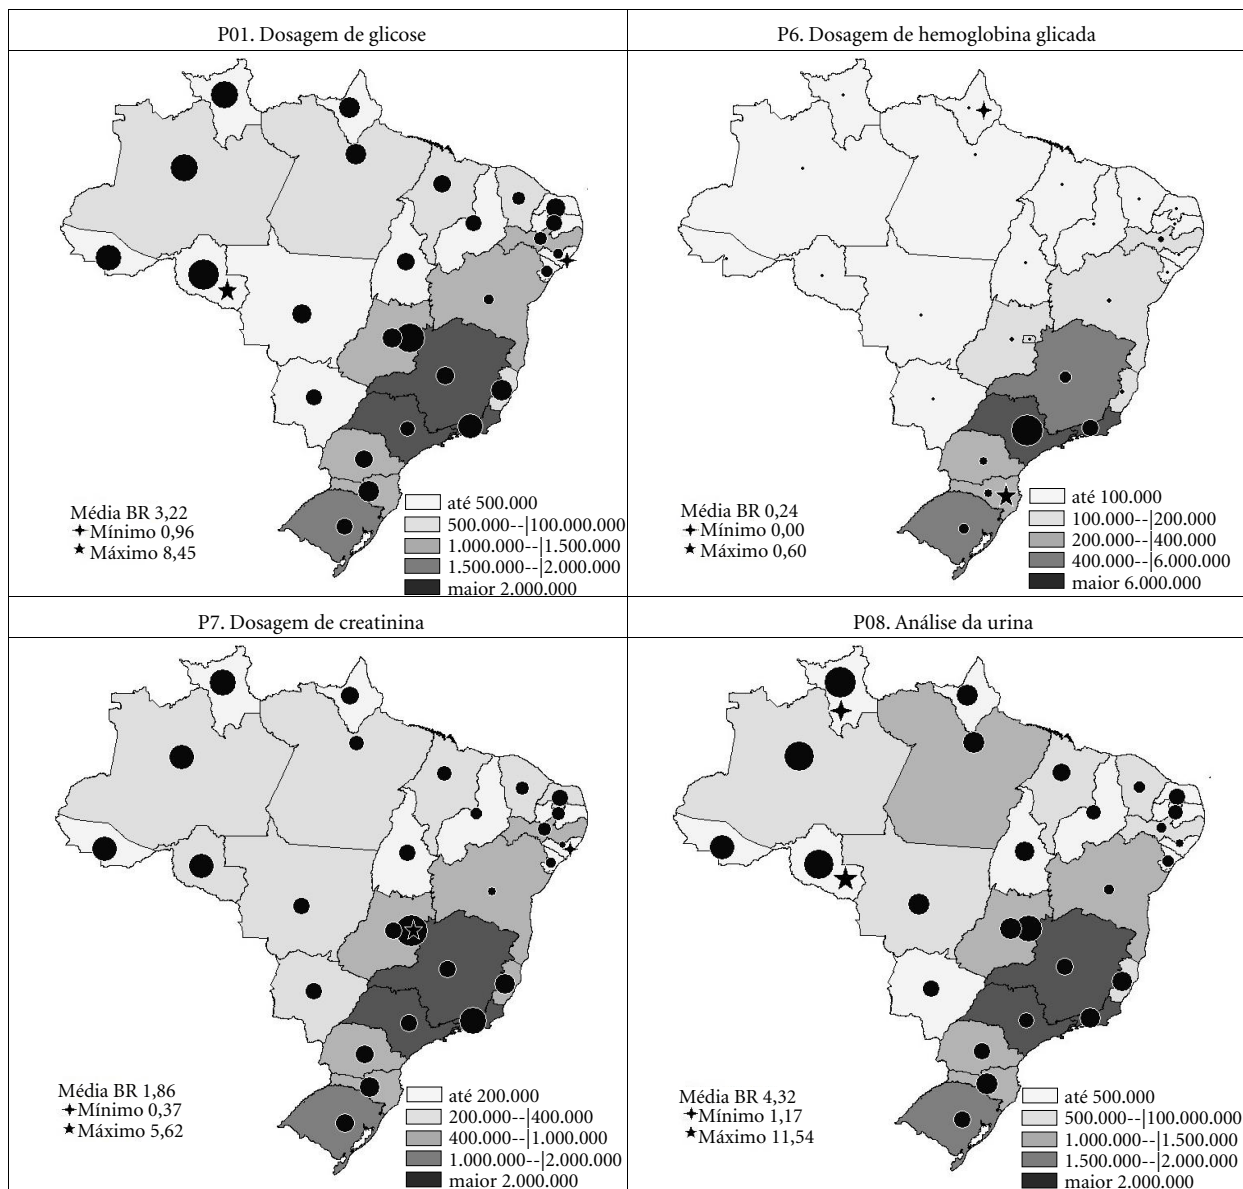 P01. Dosagem de glicose
Média BR 3,22
Mínimo 0,96
Máximo 8,45
até 500.000
500.000--|100.000.000
1.000.000--|1.500.000
1.500.000--|2.000.000
maior 2.000.000
P6. Dosagem de hemoglobina glicada
Média BR 0,24
Mínimo 0,00
Máximo 0,60
até 100.000
100.000--|200.000
200.000--|400.000
400.000--|6.000.000
maior 6.000.000
P7. Dosagem de creatinina
Média BR 1,86
Mínimo 0,37
Máximo 5,62
até 200.000
200.000--|400.000
400.000--|1.000.000
1.000.000--|2.000.000
maior 2.000.000
P08. Análise da urina
Média BR 4,32
Mínimo 1,17
Máximo 11,54
até 500.000
500.000--|100.000.000
1.000.000--|1.500.000
1.500.000--|2.000.000
maior 2.000.000